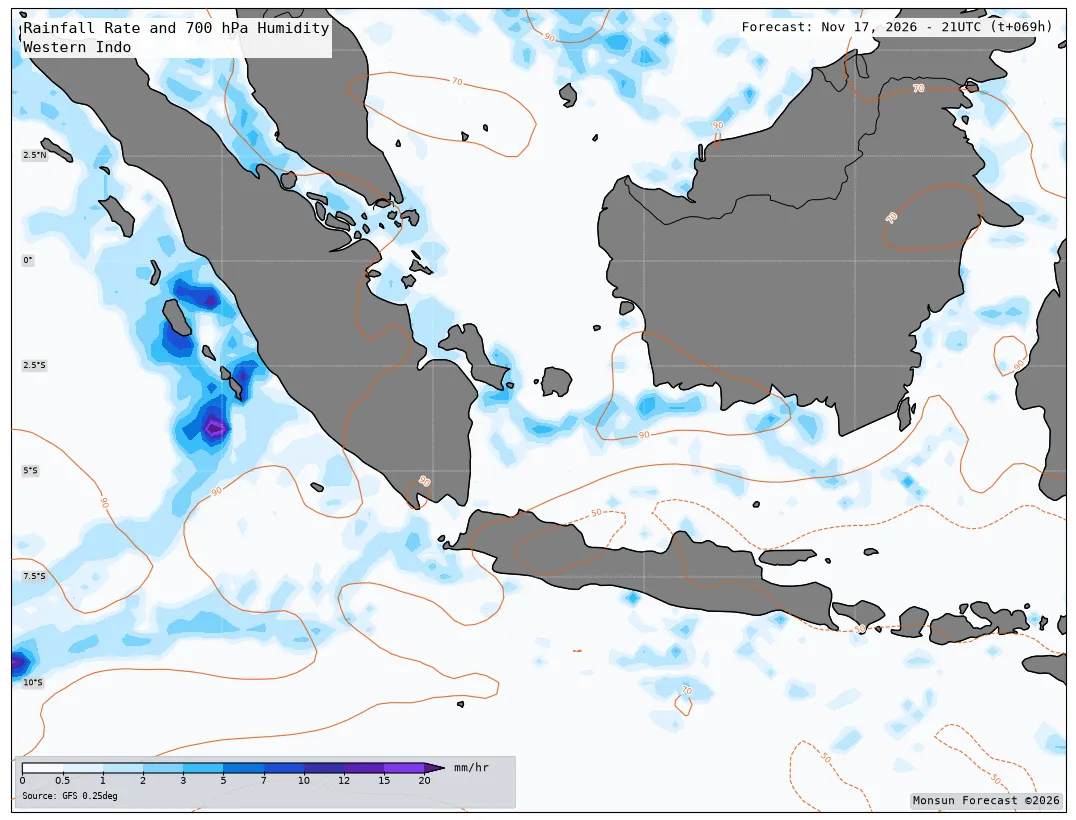 Rainfall Rate and 700 hPa Humidity
Western Indo
Forecast: Nov 17, 2026 - 21UTC (t+069h)
90
70
70
90
2.5°N
70
0°
2.5°S
90
90
5°S
90
90
90
50
7.5°S
50
10°S
70
50
50
mm/hr
0 0.5 1 2 3 5 7 10 12 15 20
Source: GFS 0.25deg
Monsun Forecast ©2026